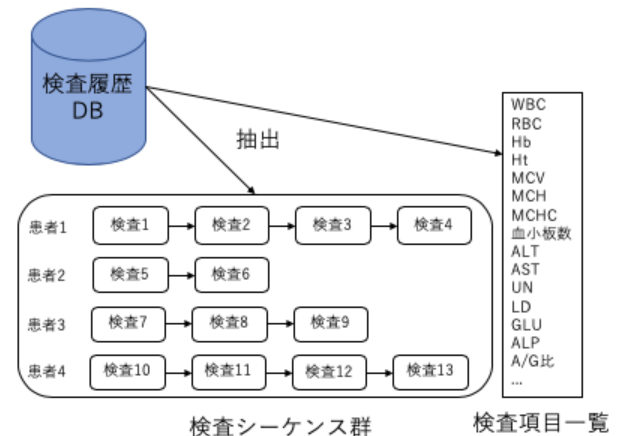 検査履歴
DB
抽出
患者1
検査1
検査2
検査3
検査4
患者2
検査5
検査6
患者3
検査7
検査8
検査9
患者4
検査10
検査11
検査12
検査13
検査シーケンス群
WBC
RBC
Hb
Ht
MCV
MCH
MCHC
血小板数
ALT
AST
UN
LD
GLU
ALP
A/G比
...
検査項目一覧